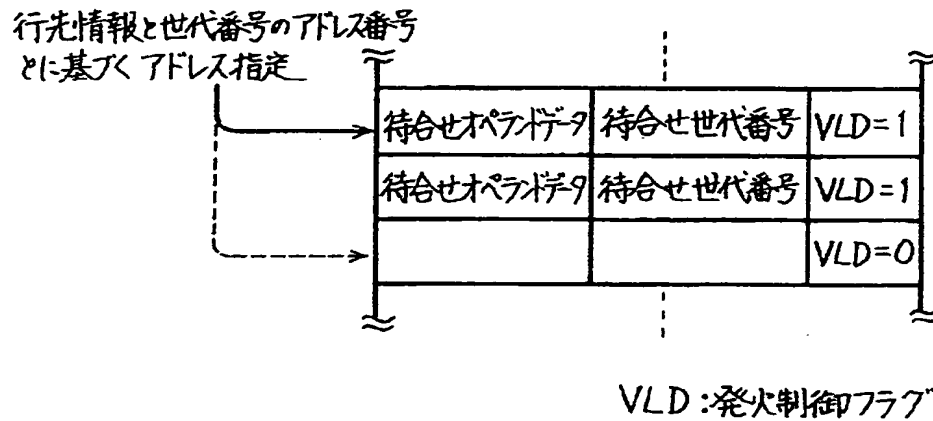 行先情報と世代番号のアドレス番号
とに基づくアドレス指定
待合せオペランドデータ 待合せ世代番号 VLD=1
待合せオペランドデータ 待合せ世代番号 VLD=1
VLD=0
VLD:発火制御フラグ